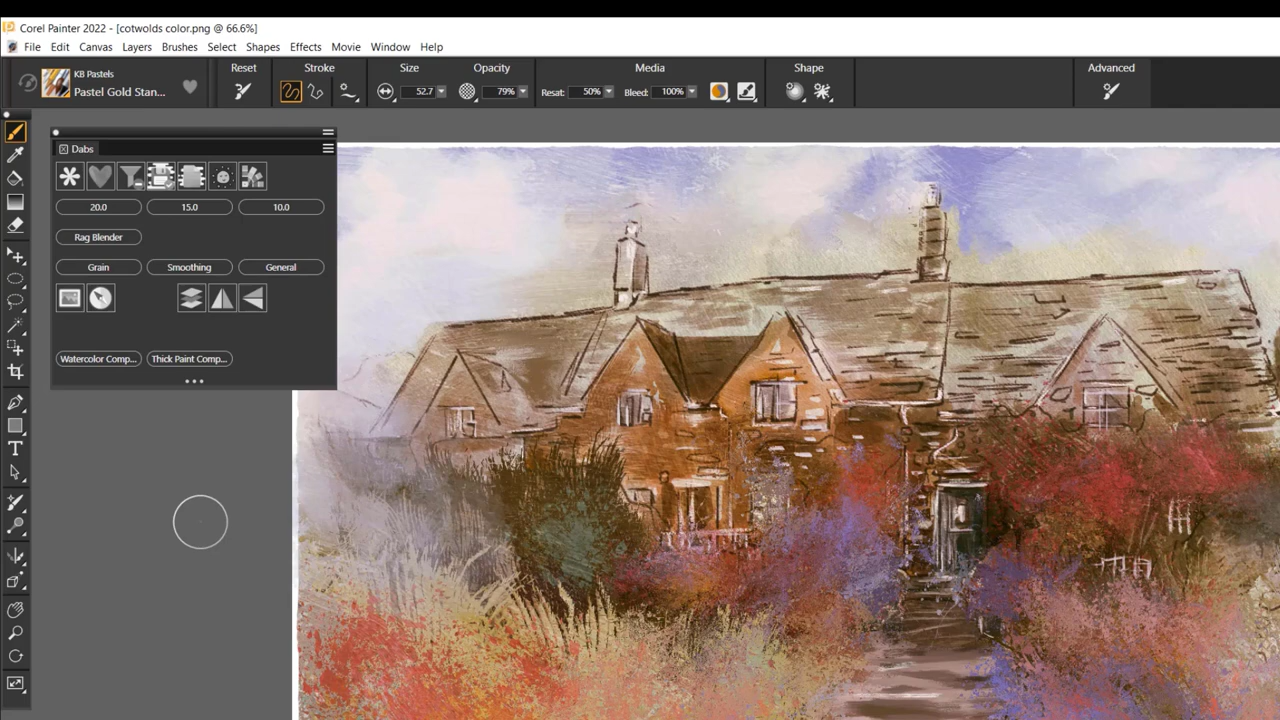 Corel Painter 2022 - [cotwolds color.png @ 66.6%]
File Edit Canvas Layers Brushes Select Shapes Effects Movie Window Help
KB Pastels
Pastel Gold Stan...
Reset
Stroke
Size
52.7
Opacity
79%
Media
Resat: 50%
Bleed: 100%
Shape
Advanced
Dabs
20.0 15.0 10.0
Rag Blender
Grain Smoothing General
Watercolor Comp... Thick Paint Comp...
T